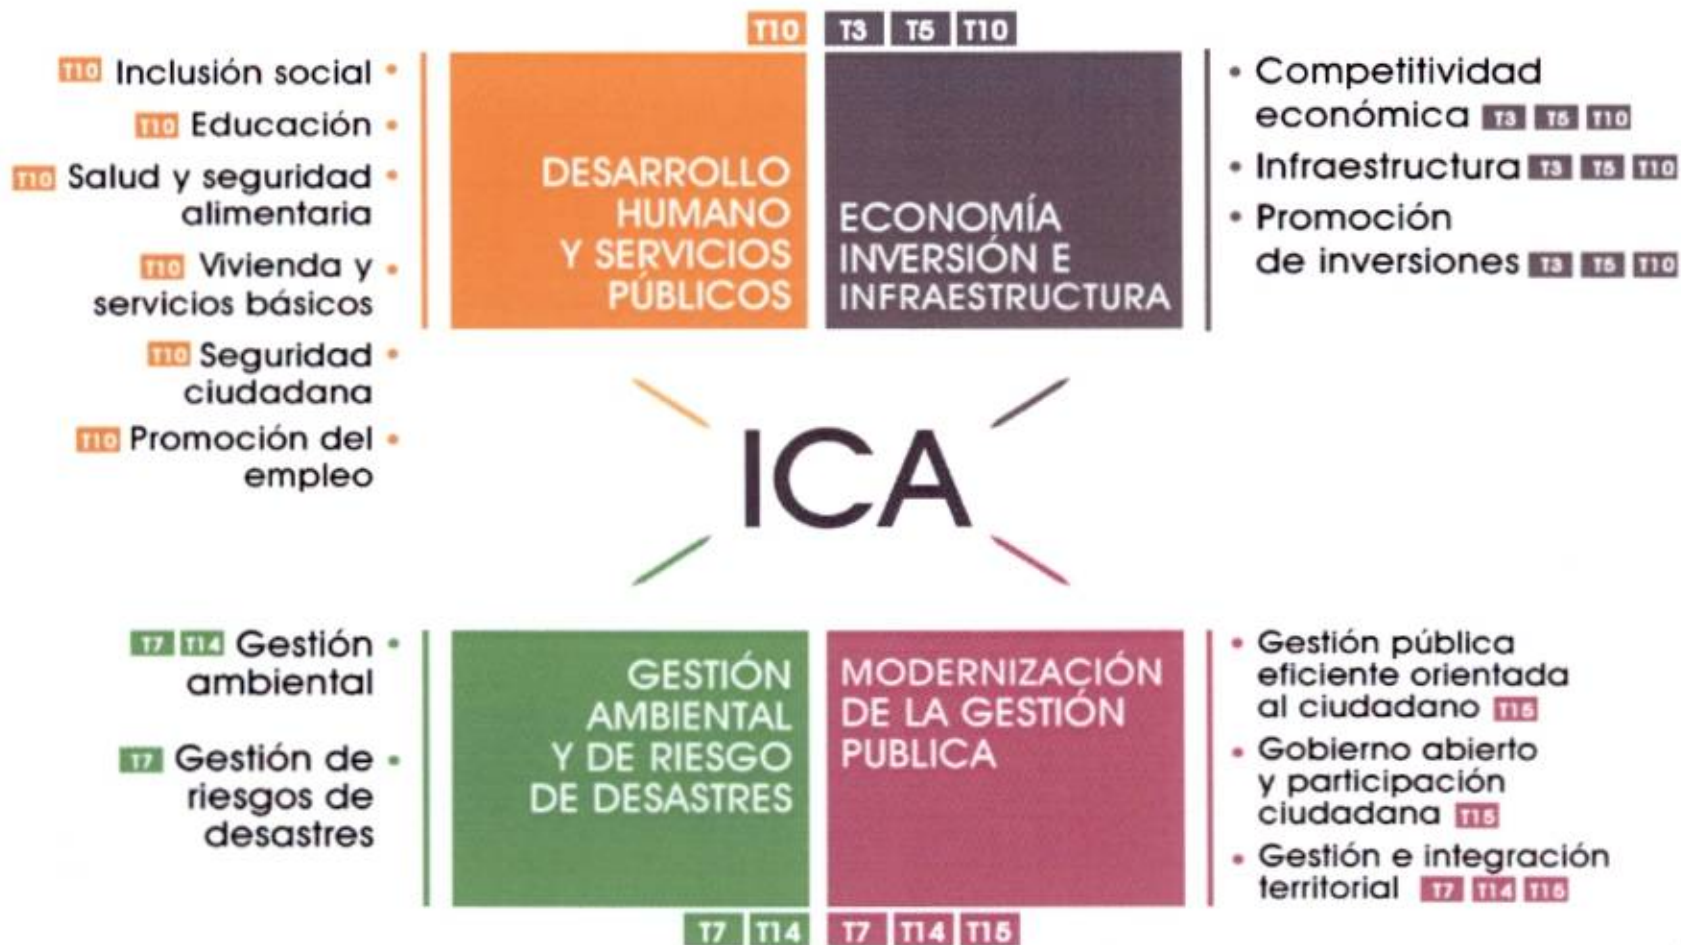 T10
T10 Inclusión social •
T10 Educación •
T10 Salud y seguridad •
alimentaria
T10 Vivienda y •
servicios básicos
T10 Seguridad •
ciudadana
T10 Promoción del •
empleo
DESARROLLO
HUMANO
Y SERVICIOS
PÚBLICOS
T3 T5 T10
ECONOMÍA
INVERSIÓN E
INFRAESTRUCTURA
• Competitividad
económica T3 T5 T10
• Infraestructura T3 T5 T10
• Promoción
de inversiones T3 T5 T10
ICA
T7 T14 Gestión •
ambiental
T7 Gestión de •
riesgos de
desastres
GESTIÓN
AMBIENTAL
Y DE RIESGO
DE DESASTRES
T7 T14
MODERNIZACIÓN
DE LA GESTIÓN
PUBLICA
T7 T14 T15
• Gestión pública
eficiente orientada
al ciudadano T15
• Gobierno abierto
y participación
ciudadana T15
• Gestión e integración
territorial T7 T14 T15